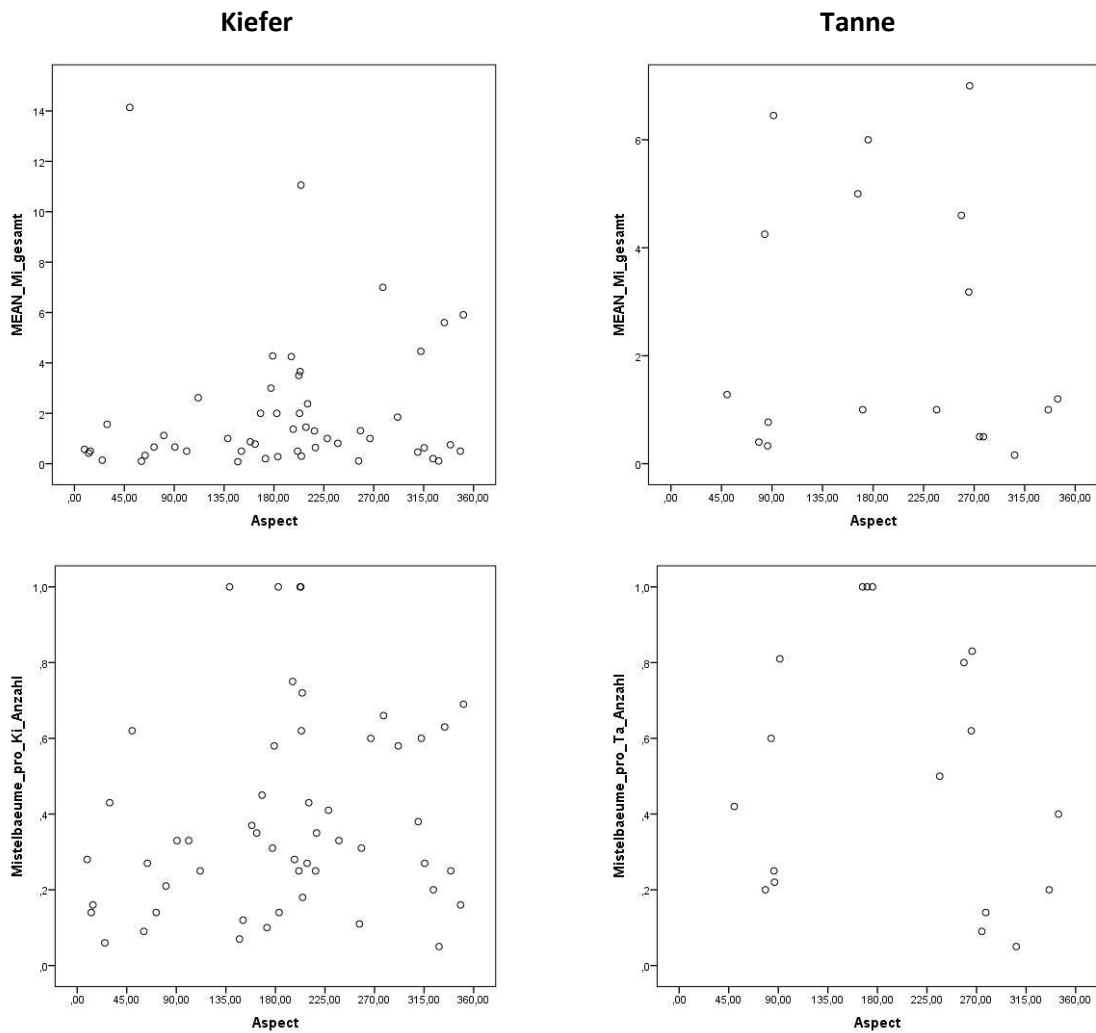 Kiefer
Tanne
MEAN_Mi_gesamt
14
12
10
8
6
4
2
0
,00 45,00 90,00 135,00 180,00 225,00 270,00 315,00 360,00
Aspect
MEAN_Mi_gesamt
6
4
2
0
,00 45,00 90,00 135,00 180,00 225,00 270,00 315,00 360,00
Aspect
Mistelbaeume_pro_Ki_Anzahl
1,0
,8
,6
,4
,2
,0
,00 45,00 90,00 135,00 180,00 225,00 270,00 315,00 360,00
Aspect
Mistelbaeume_pro_Ta_Anzahl
1,0
,8
,6
,4
,2
,0
,00 45,00 90,00 135,00 180,00 225,00 270,00 315,00 360,00
Aspect